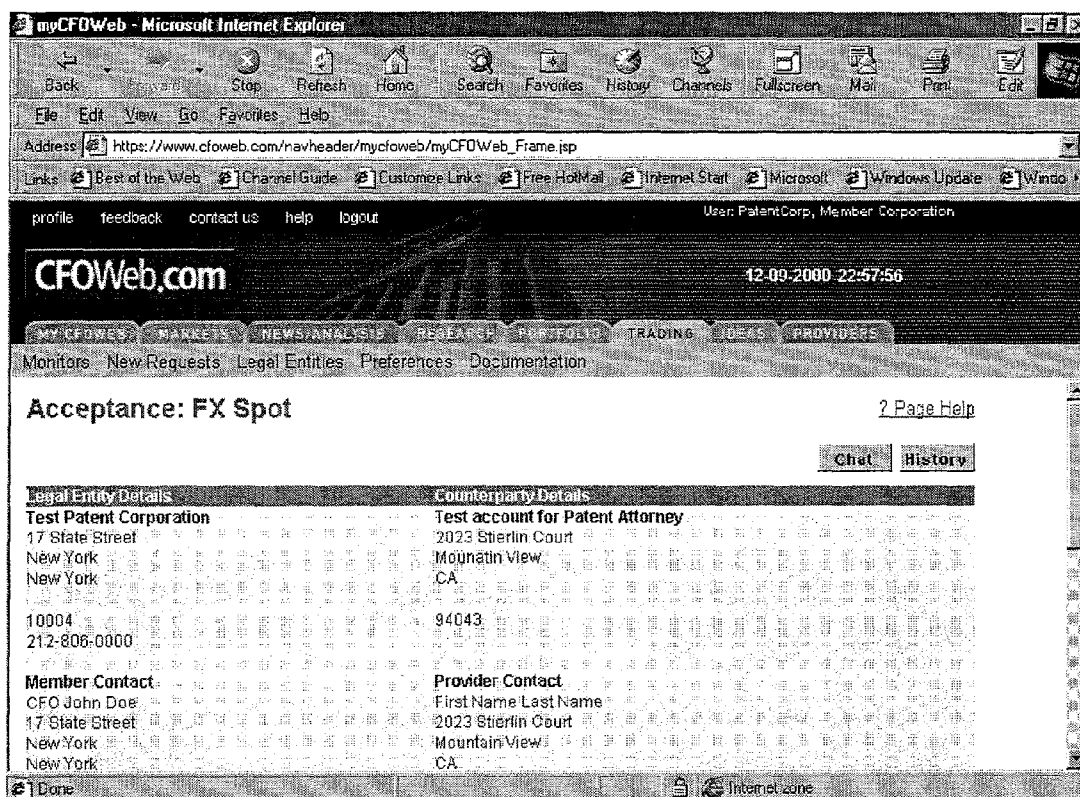 myCFOWeb - Microsoft Internet Explorer
Back Forward Stop Refresh Home Search Favorites History Channels Fullscreen Mail Print Edit
File Edit View Go Favorites Help
Address https://www.cfoweb.com/navheader/mycfoweb/myCFOWeb_Frame.jsp
Links Best of the Web Channel Guide Customize Links Free HotMail Internet Start Microsoft Windows Update Windo
profile feedback contact us help logout User: PatentCorp, Member Corporation
CFOWeb.com 12-09-2000 22:57:56
MY CFOWEB MARKETS NEWS/ANALYSIS RESEARCH PORTFOLIO TRADING IDEAS PROVIDERS
Monitors New Requests Legal Entities Preferences Documentation
Acceptance: FX Spot ? Page Help
Chat History
Legal Entity Details Counterparty Details
Test Patent Corporation Test account for Patent Attorney
17 State Street 2023 Stierlin Court
New York Mounatin View
New York CA
10004 94043
212-806-0000
Member Contact Provider Contact
CFO John Doe First Name Last Name
17 State Street 2023 Stierlin Court
New York Mountain View
New York CA
Done Internet zone